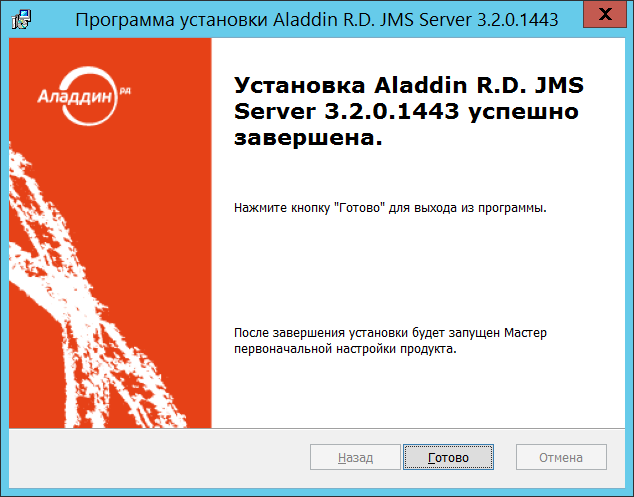 Программа установки Aladdin R.D. JMS Server 3.2.0.1443
Аладдин РД
Установка Aladdin R.D. JMS
Server 3.2.0.1443 успешно
завершена.
Нажмите кнопку "Готово" для выхода из программы.
После завершения установки будет запущен Мастер
первоначальной настройки продукта.
Назад
Готово
Отмена